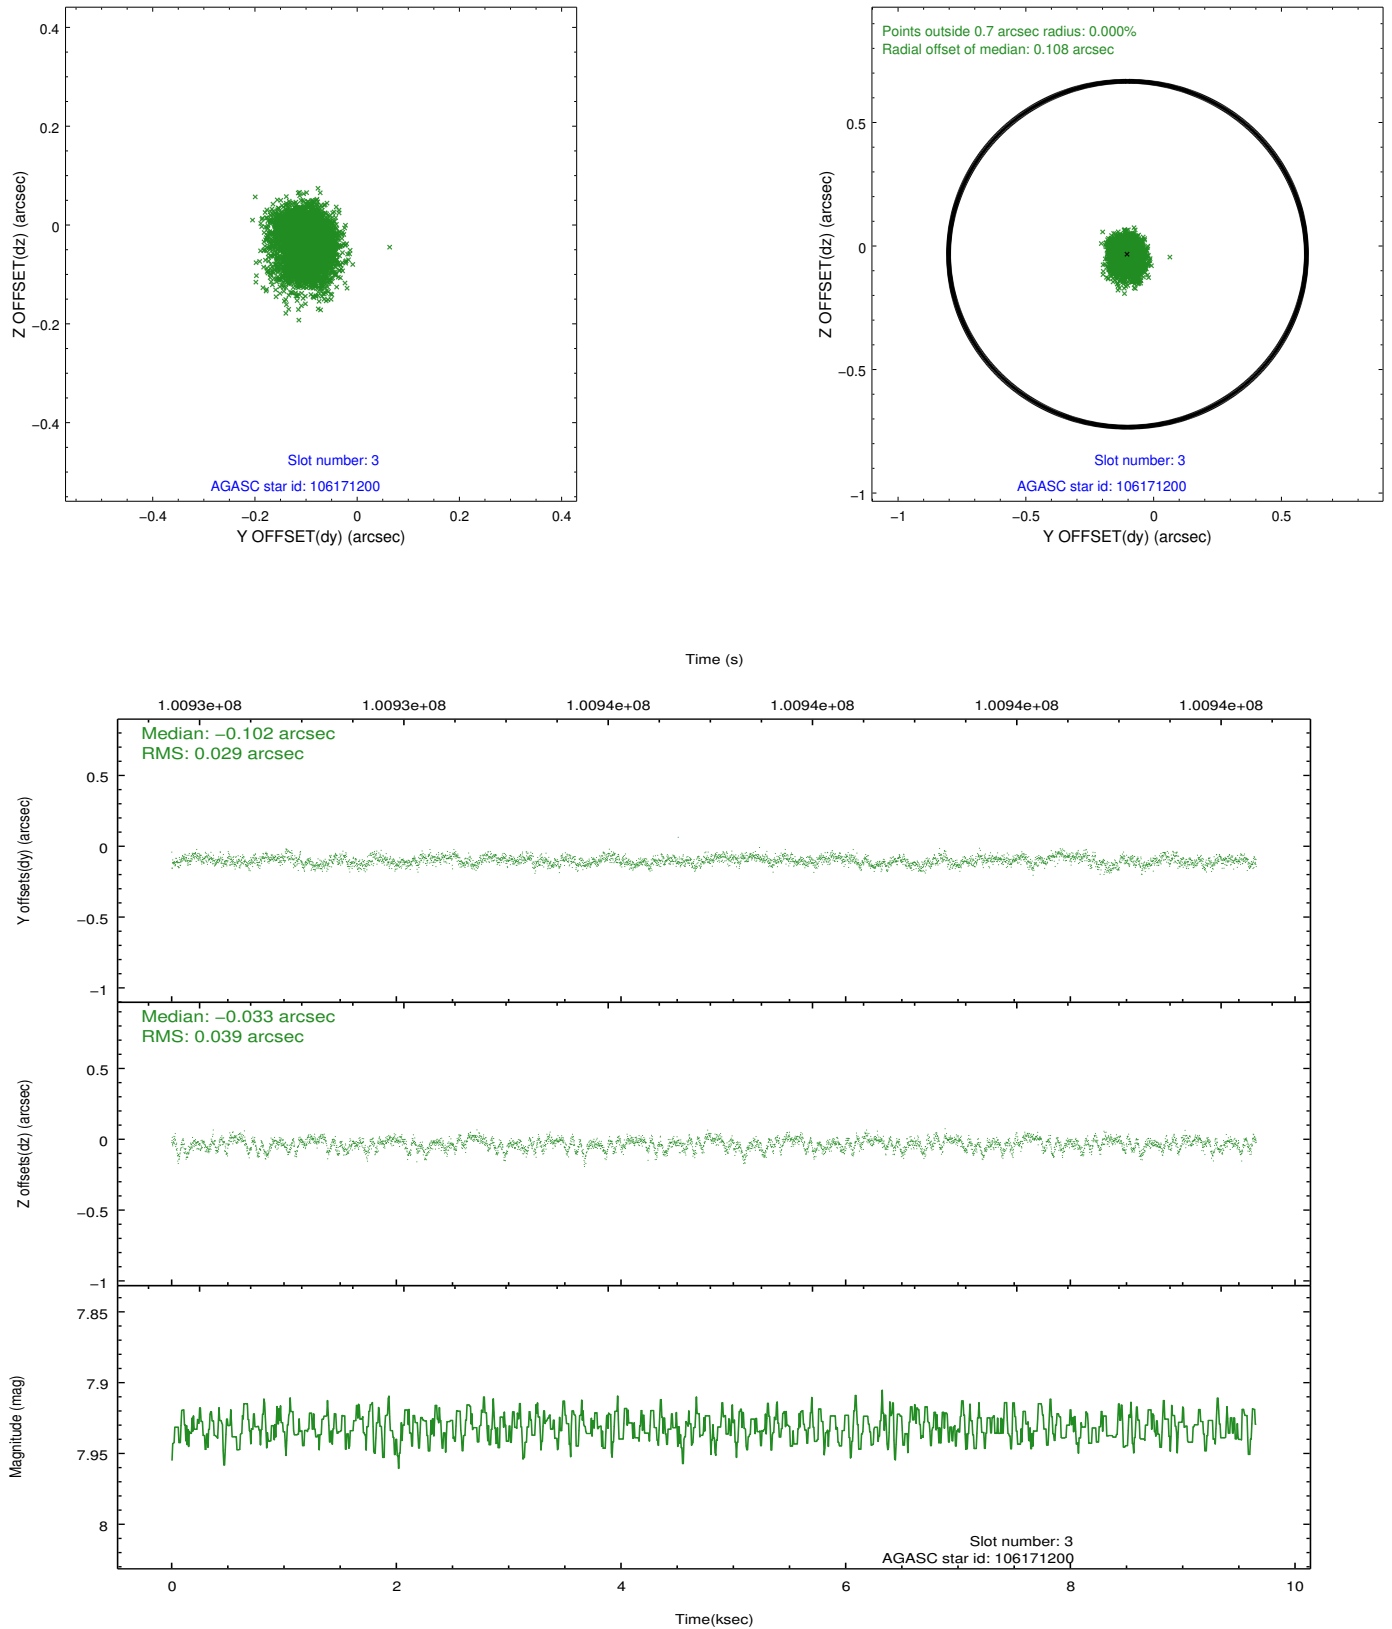 0.4
0.2
0
−0.2
−0.4
Z OFFSET(dz) (arcsec)
−0.4 −0.2 0 0.2 0.4
Y OFFSET(dy) (arcsec)
Slot number: 3
AGASC star id: 106171200
Points outside 0.7 arcsec radius: 0.000%
Radial offset of median: 0.108 arcsec
0.5
0
−0.5
−1
Z OFFSET(dz) (arcsec)
Slot number: 3
AGASC star id: 106171200
−1 −0.5 0 0.5
Y OFFSET(dy) (arcsec)
Time (s)
1.0093e+08 1.0093e+08 1.0094e+08 1.0094e+08 1.0094e+08 1.0094e+08
Median: −0.102 arcsec
RMS: 0.029 arcsec
0.5
0
−0.5
−1
Y offsets(dy) (arcsec)
Median: −0.033 arcsec
RMS: 0.039 arcsec
0.5
0
−0.5
−1
Z offsets(dz) (arcsec)
7.85
7.9
7.95
8
Magnitude (mag)
Slot number: 3
AGASC star id: 106171200
0 2 4 6 8 10
Time(ksec)